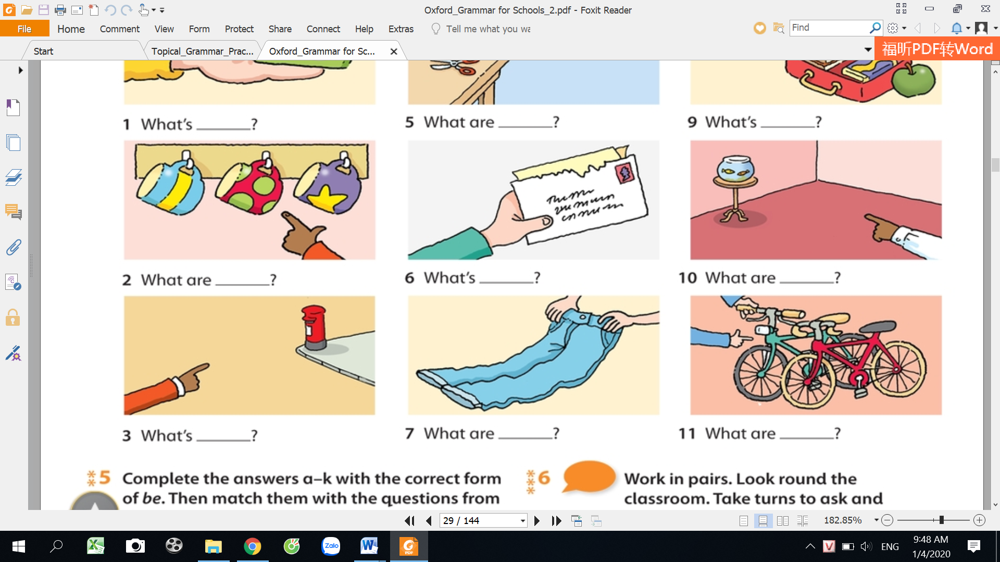 Oxford_Grammar for Schools_2.pdf - Foxit Reader
File Home Comment View Form Protect Share Connect Help Extras Tell me what you wa Find
Start Topical_Grammar_Prac... Oxford_Grammar for Sc... 福昕PDF转Word
1 What's ______?
5 What are ______?
9 What's ______?
2 What are ______?
6 What's ______?
10 What are ______?
3 What's ______?
7 What are ______?
11 What are ______?
5 Complete the answers a–k with the correct form
of be. Then match them with the questions from
6 Work in pairs. Look round the
classroom. Take turns to ask and
29 / 144 182.85%
Zalo PDF ENG 9:48 AM
1/4/2020